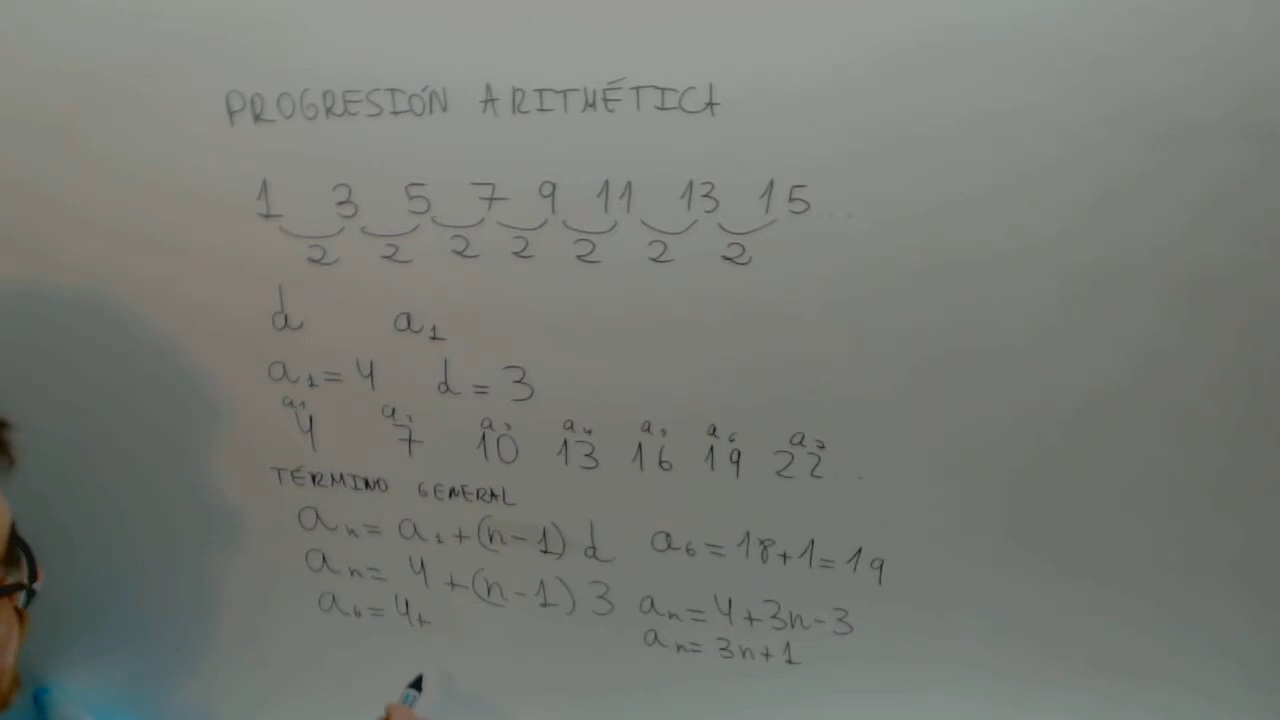 PROGRESIÓN ARITMÉTICA
1 3 5 7 9 11 13 15 ...
2 2 2 2 2 2 2
d a₁
a₁ = 4 d = 3
a₁ a₂ a₃ a₄ a₅ a₆ a₇
4 7 10 13 16 19 22 ...
TÉRMINO GENERAL
aₙ = a₁ + (n-1) d
aₙ = 4 + (n-1) 3
a₆ = 4+
a₆ = 18+1 = 19
aₙ = 4+3n-3
aₙ = 3n+1